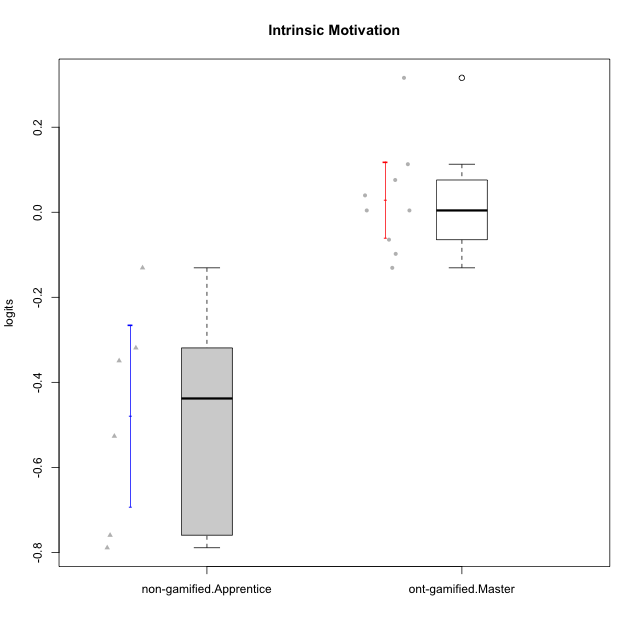 Intrinsic Motivation
logits
0.2
0.0
-0.2
-0.4
-0.6
-0.8
non-gamified.Apprentice
ont-gamified.Master